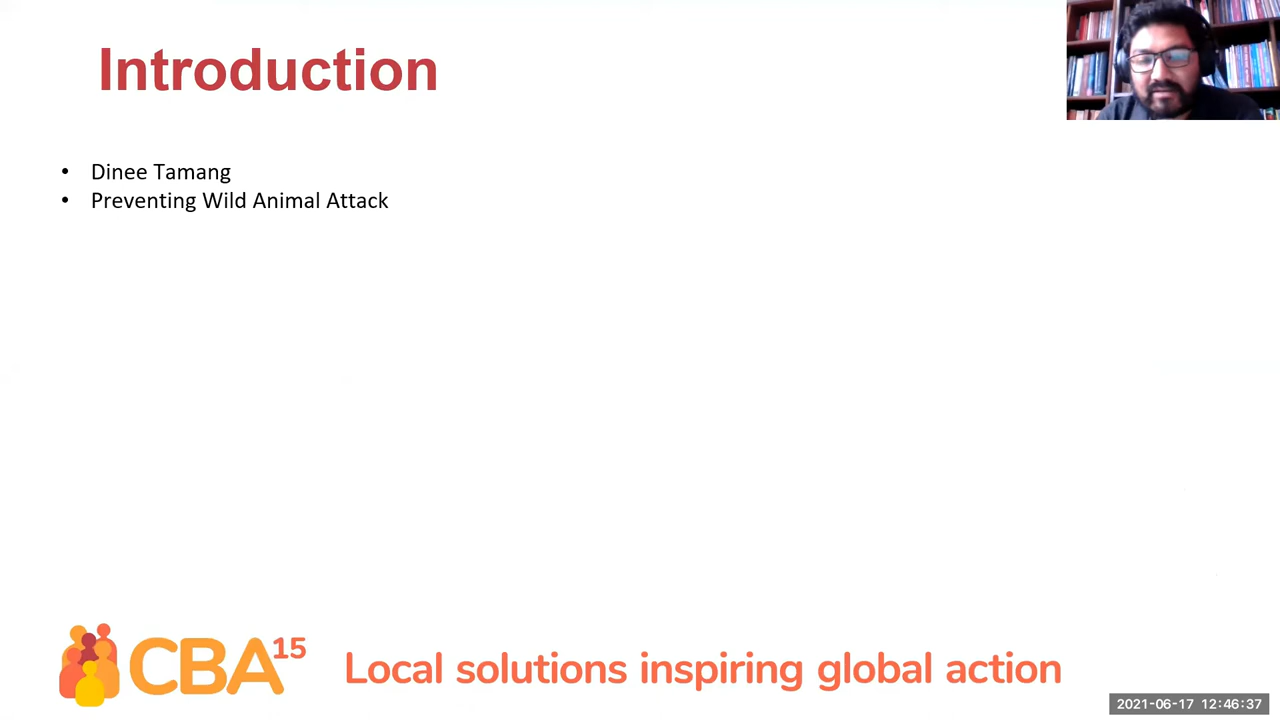 Introduction
• Dinee Tamang
• Preventing Wild Animal Attack
CBA15
Local solutions inspiring global action
2021-06-17 12:46:37